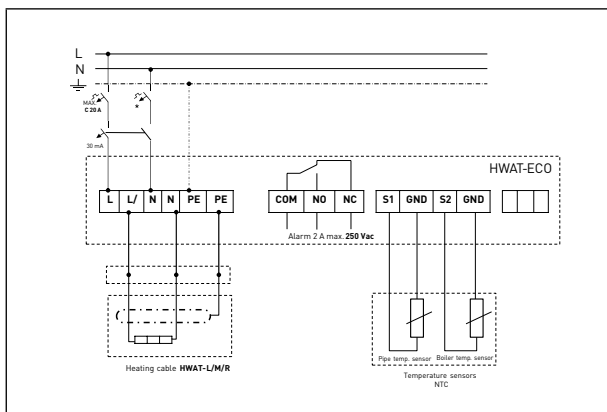 L
N
MAX.
C 20 A
*
30 mA
HWAT-ECO
L L/ N N PE PE
COM NO NC
S1 GND S2 GND
Alarm 2 A max. 250 Vac
Heating cable HWAT-L/M/R
Pipe temp. sensor Boiler temp. sensor
Temperature sensors
NTC